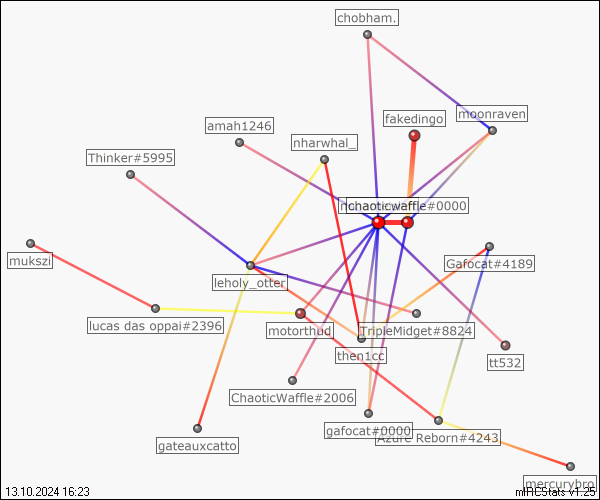 chobham.
fakedingo
moonraven
amah1246
nharwhal_
Thinker#5995
chaoticwaffle#0000
mukszi
Gafocat#4189
leholy_otter
lucas das oppai#2396
motorthud
TripleMidget#8824
then1cc
tt532
ChaoticWaffle#2006
gafocat#0000
Azure Reborn#4243
gateauxcatto
mercurybro
13.10.2024 16:23
mIRCStats v1.25